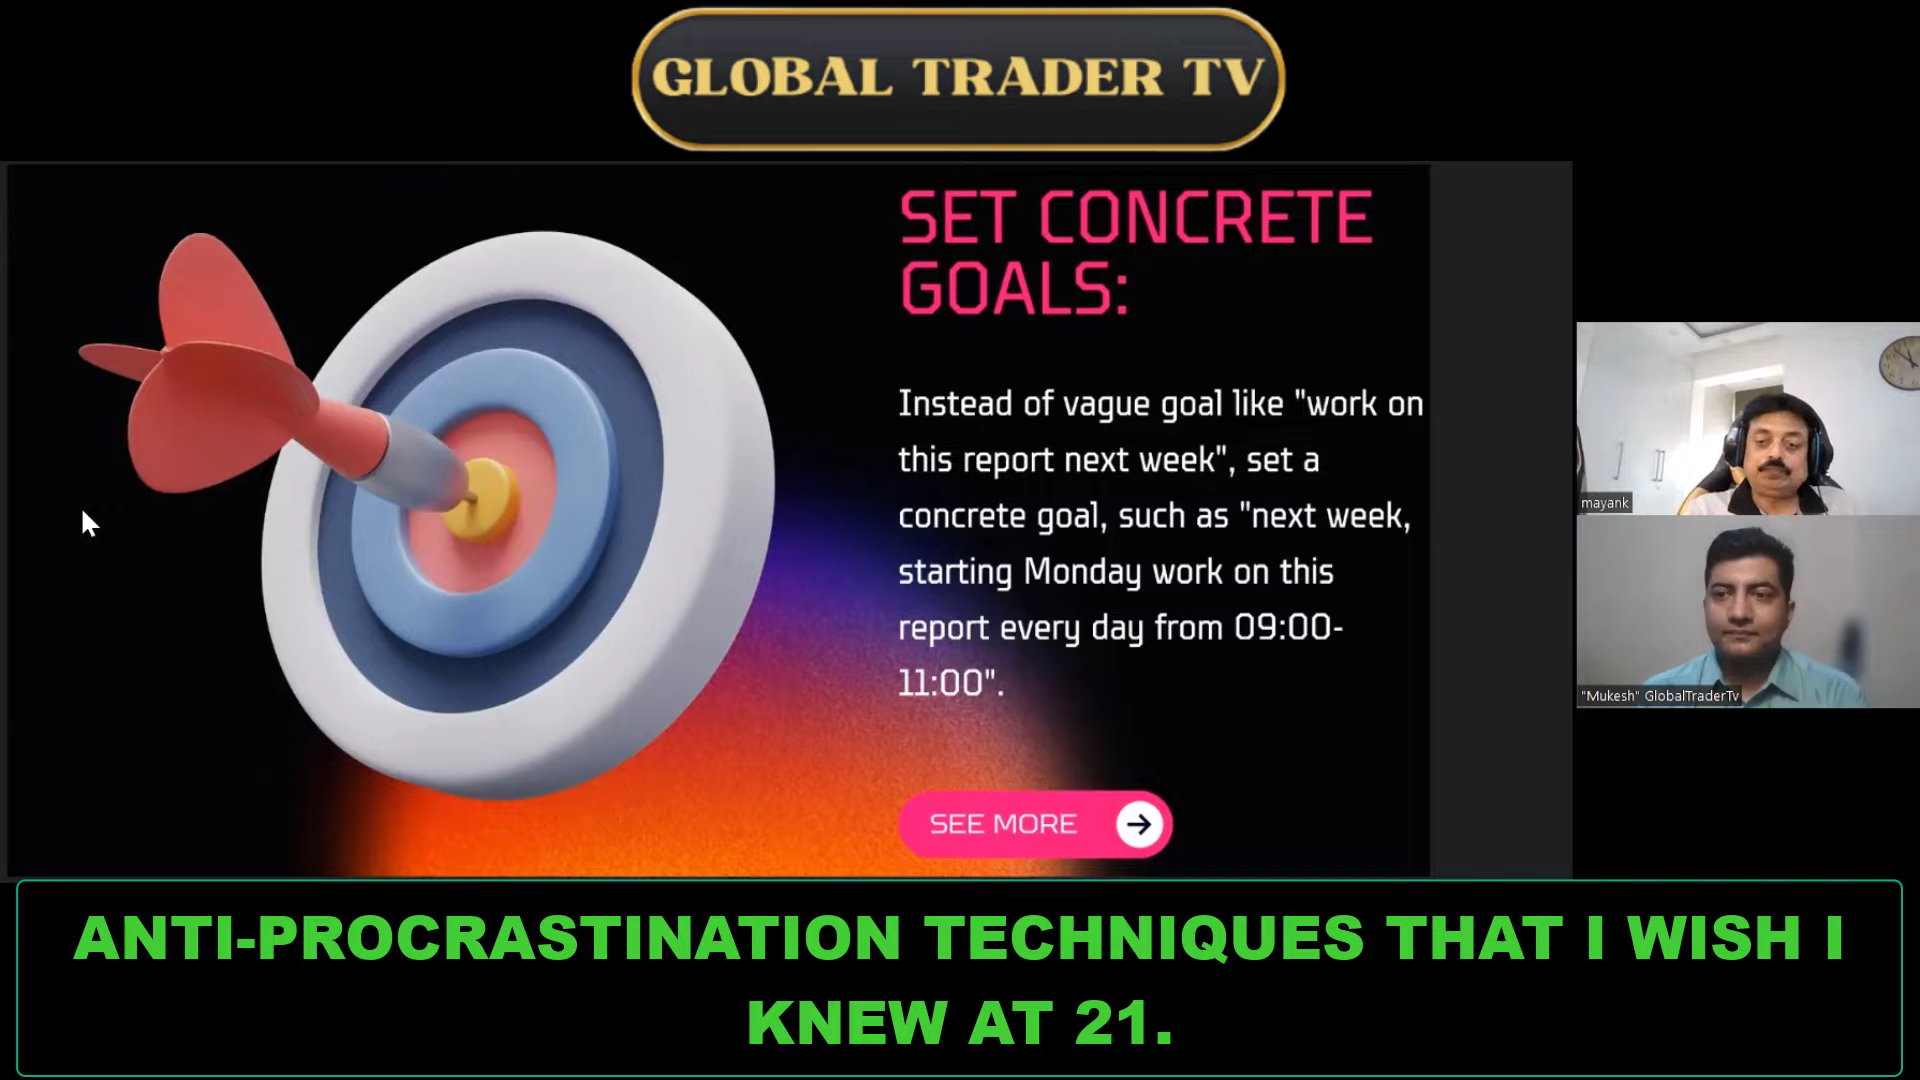 GLOBAL TRADER TV
SET CONCRETE
GOALS:
Instead of vague goal like "work on
this report next week", set a
concrete goal, such as "next week,
starting Monday work on this
report every day from 09:00-
11:00".
SEE MORE
mayank
"Mukesh" GlobalTraderTv
ANTI-PROCRASTINATION TECHNIQUES THAT I WISH I
KNEW AT 21.